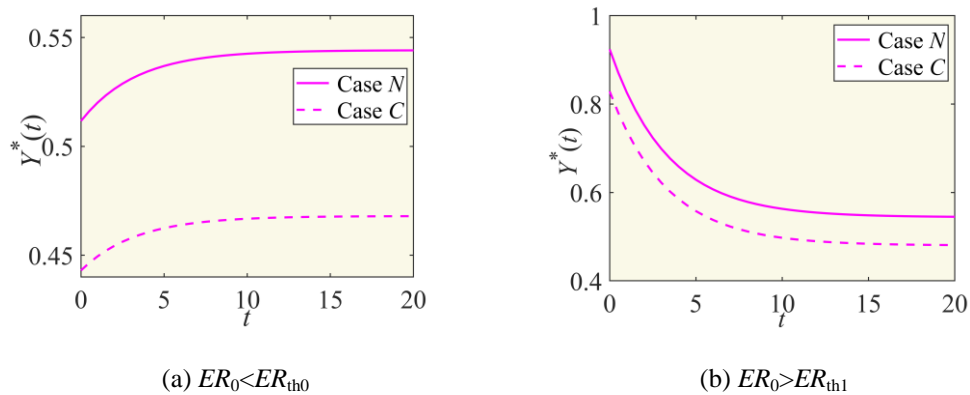 0.55
0.5
0.45
Y*(t)
0 5 10 15 20
t
Case N
Case C
(a) ER0<ERth0
1
0.8
0.6
0.4
Y*(t)
0 5 10 15 20
t
Case N
Case C
(b) ER0>ERth1